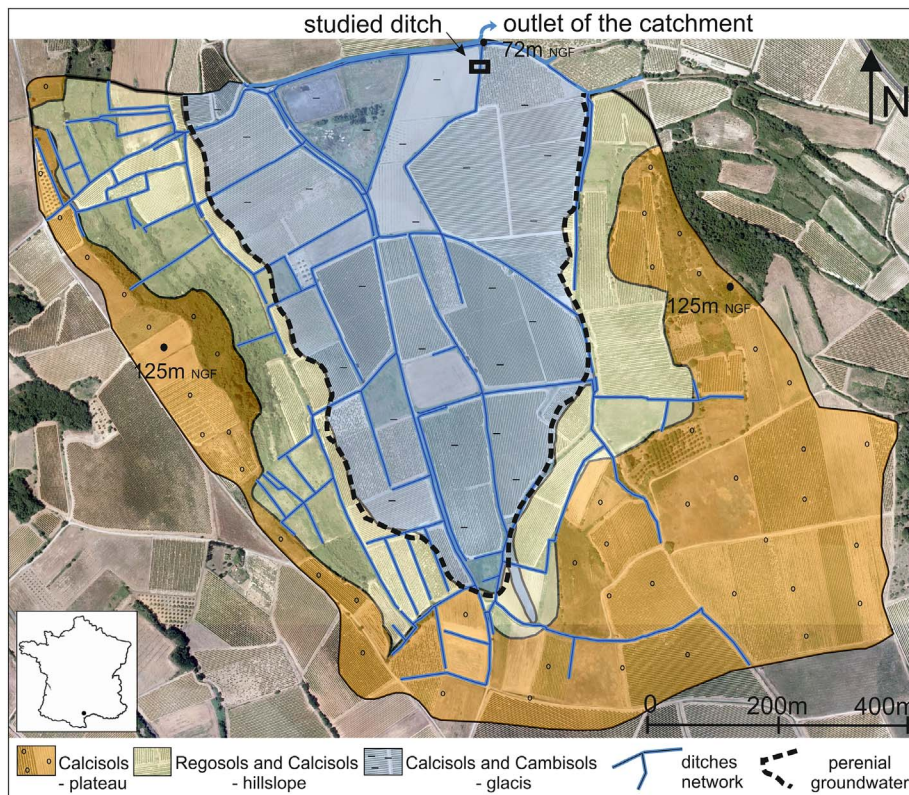 studied ditch
outlet of the catchment
72m NGF
N
125m NGF
125m NGF
0 200m 400m
Calcisols
- plateau
Regosols and Calcisols
- hillslope
Calcisols and Cambisols
- glacis
ditches
network
perenial
groundwater